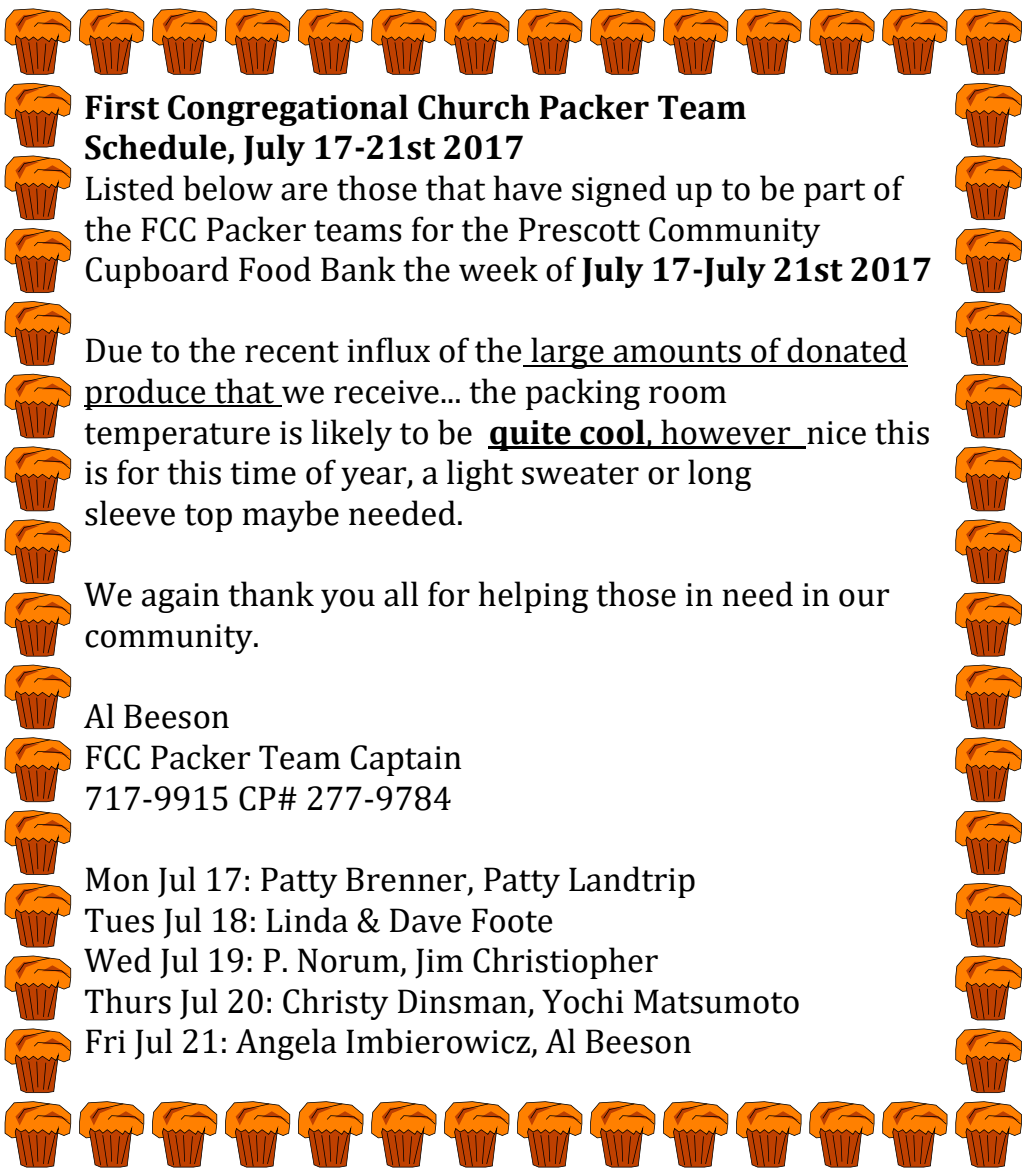 First Congregational Church Packer Team
Schedule, July 17-21st 2017
Listed below are those that have signed up to be part of
the FCC Packer teams for the Prescott Community
Cupboard Food Bank the week of July 17-July 21st 2017
Due to the recent influx of the large amounts of donated
produce that we receive... the packing room
temperature is likely to be quite cool, however nice this
is for this time of year, a light sweater or long
sleeve top maybe needed.
We again thank you all for helping those in need in our
community.
Al Beeson
FCC Packer Team Captain
717-9915 CP# 277-9784
Mon Jul 17: Patty Brenner, Patty Landtrip
Tues Jul 18: Linda & Dave Foote
Wed Jul 19: P. Norum, Jim Christiopher
Thurs Jul 20: Christy Dinsman, Yochi Matsumoto
Fri Jul 21: Angela Imbierowicz, Al Beeson